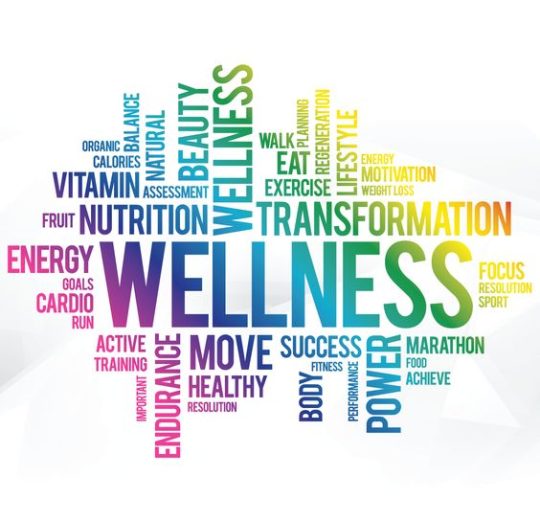 BALANCE
NATURAL
BEAUTY
WELLNESS
PLANNING
REGENERATION
LIFESTYLE
ORGANIC
CALORIES
WALK
EAT
ENERGY
MOTIVATION
VITAMIN
ASSESSMENT
EXERCISE
WEIGHT LOSS
FRUIT
NUTRITION
TRANSFORMATION
ENERGY
GOALS
CARDIO
RUN
WELLNESS
FOCUS
RESOLUTION
SPORT
ACTIVE
TRAINING
IMPORTANT
ENDURANCE
MOVE
HEALTHY
RESOLUTION
SUCCESS
FITNESS
BODY
PERFORMANCE
POWER
MARATHON
FOOD
ACHIEVE